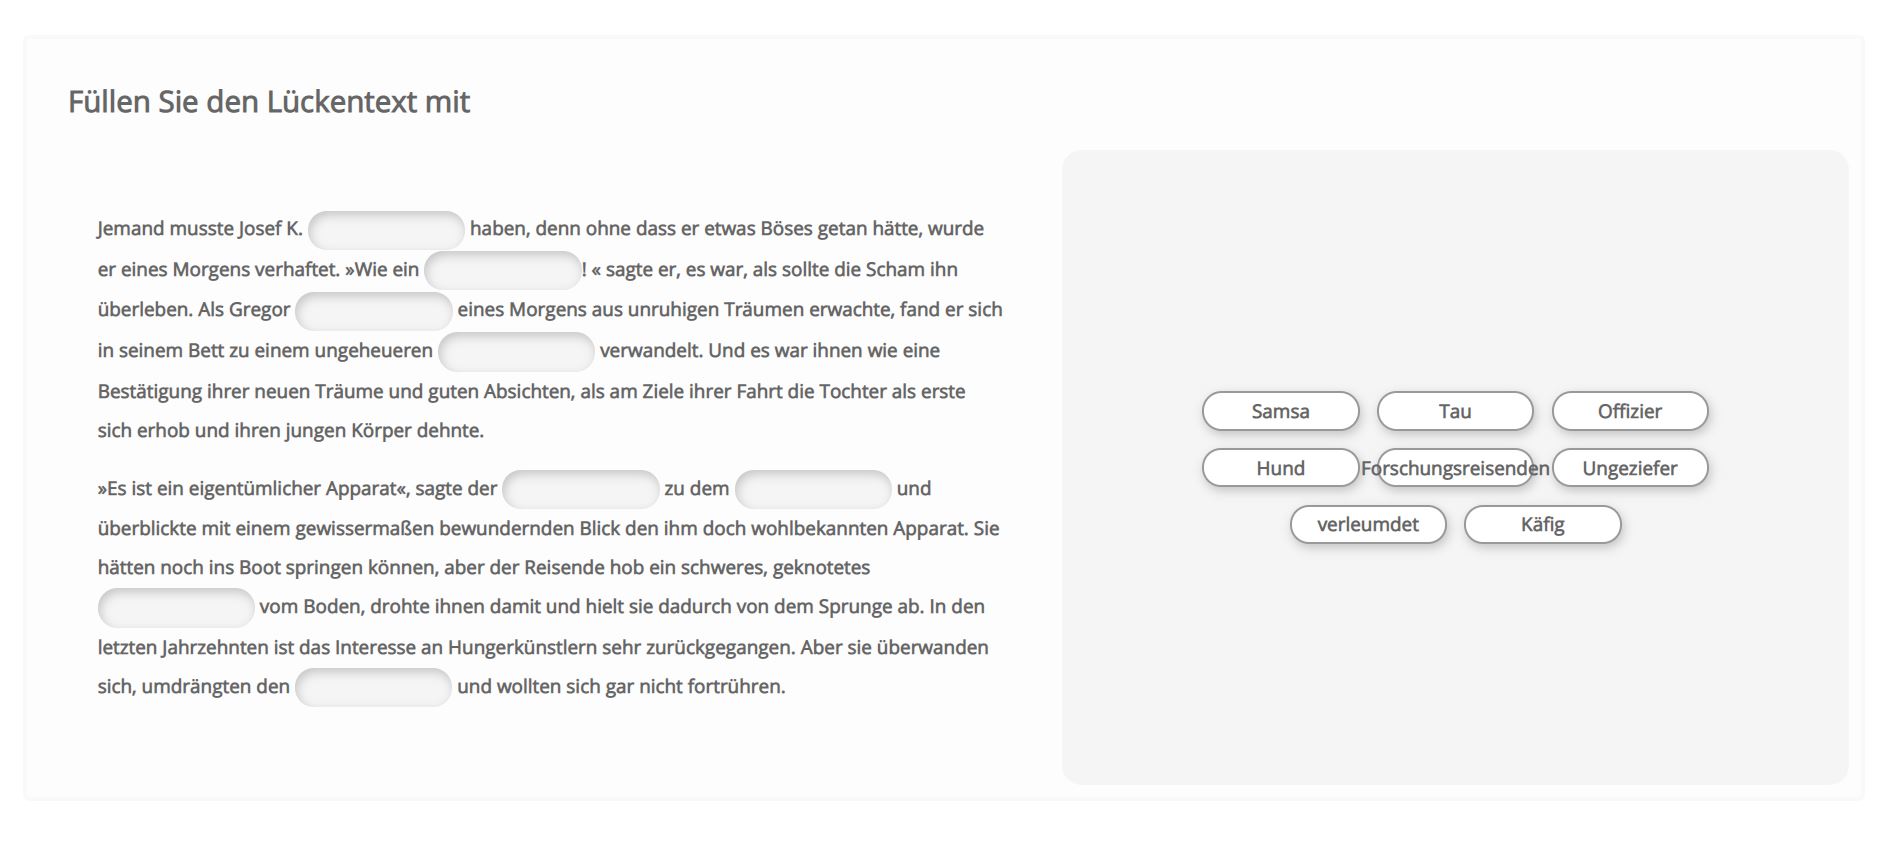 Füllen Sie den Lückentext mit
Jemand musste Josef K. haben, denn ohne dass er etwas Böses getan hätte, wurde
er eines Morgens verhaftet. »Wie ein ! « sagte er, es war, als sollte die Scham ihn
überleben. Als Gregor eines Morgens aus unruhigen Träumen erwachte, fand er sich
in seinem Bett zu einem ungeheueren verwandelt. Und es war ihnen wie eine
Bestätigung ihrer neuen Träume und guten Absichten, als am Ziele ihrer Fahrt die Tochter als erste
sich erhob und ihren jungen Körper dehnte.
»Es ist ein eigentümlicher Apparat«, sagte der zu dem und
überblickte mit einem gewissermaßen bewundernden Blick den ihm doch wohlbekannten Apparat. Sie
hätten noch ins Boot springen können, aber der Reisende hob ein schweres, geknotetes
vom Boden, drohte ihnen damit und hielt sie dadurch von dem Sprunge ab. In den
letzten Jahrzehnten ist das Interesse an Hungerkünstlern sehr zurückgegangen. Aber sie überwanden
sich, umdrängten den und wollten sich gar nicht fortrühren.
Samsa Tau Offizier
Hund Forschungsreisenden Ungeziefer
verleumdet Käfig